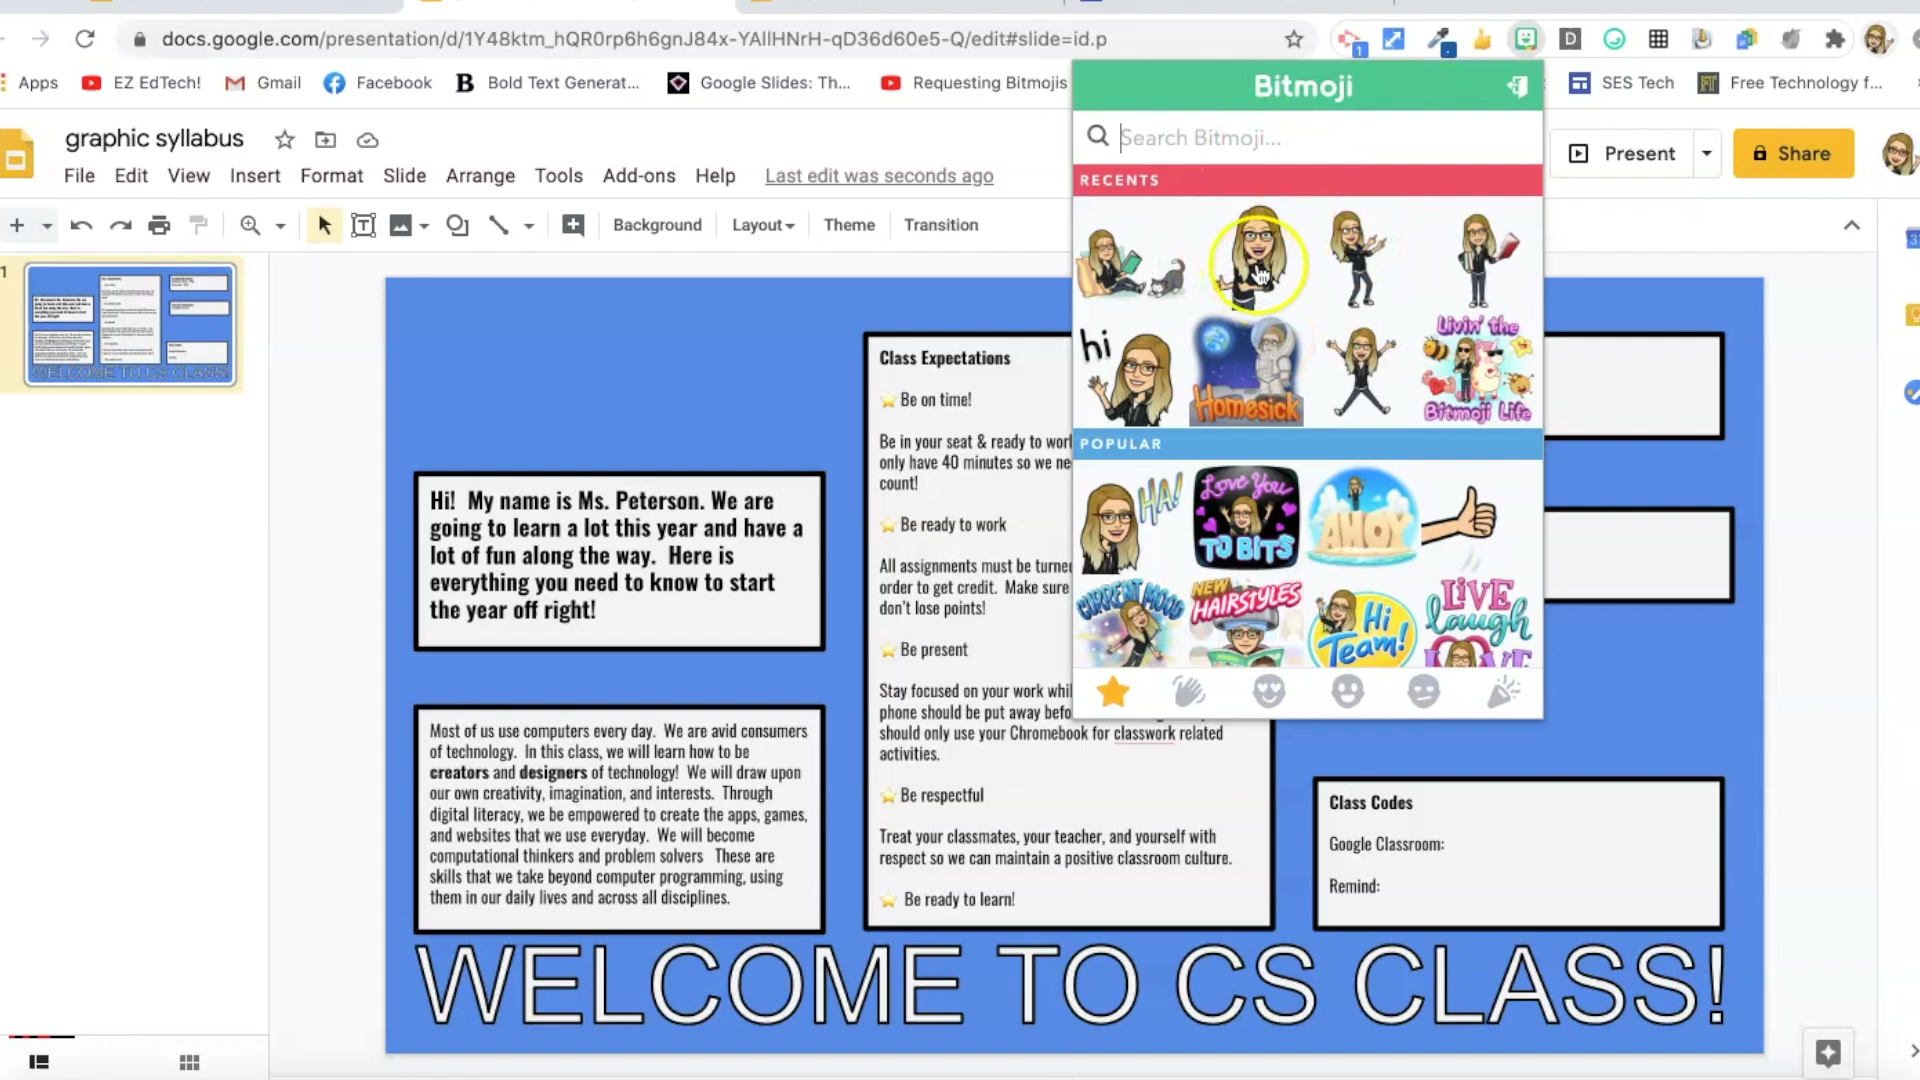 docs.google.com/presentation/d/1Y48ktm_hQR0rp6h6gnJ84x-YAllHNrH-qD36d60e5-Q/edit#slide=id.p
Apps
EZ EdTech!
Gmail
Facebook
B
Bold Text Generat...
Google Slides: Th...
Requesting Bitmojis
SES Tech
Free Technology f...
graphic syllabus
File
Edit
View
Insert
Format
Slide
Arrange
Tools
Add-ons
Help
Last edit was seconds ago
Present
Share
Background
Layout
Theme
Transition
1
Bitmoji
Search Bitmoji...
RECENTS
hi
Homesick
Livin' the
Bitmoji Life
POPULAR
HA!
Love You
TO BITS
AHOY
CURRENT MOOD
NEW
HAIRSTYLES
Hi
Team!
LIVE
laugh
LOVE
Hi!  My name is Ms. Peterson. We are
going to learn a lot this year and have a
lot of fun along the way.  Here is
everything you need to know to start
the year off right!
Most of us use computers every day.  We are avid consumers
of technology.  In this class, we will learn how to be
creators and designers of technology!  We will draw upon
our own creativity, imagination, and interests.  Through
digital literacy, we be empowered to create the apps, games,
and websites that we use everyday.  We will become
computational thinkers and problem solvers   These are
skills that we take beyond computer programming, using
them in our daily lives and across all disciplines.
Class Expectations
⭐ Be on time!
Be in your seat & ready to work
only have 40 minutes so we
count!
⭐ Be ready to work
All assignments must be turned
order to get credit.  Make sure
don't lose points!
⭐ Be present
Stay focused on your work
phone should be put away
should only use your Chromebook for classwork related
activities.
⭐ Be respectful
Treat your classmates, your teacher, and yourself with
respect so we can maintain a positive classroom culture.
⭐ Be ready to learn!
Class Codes
Google Classroom:
Remind:
WELCOME TO CS CLASS!